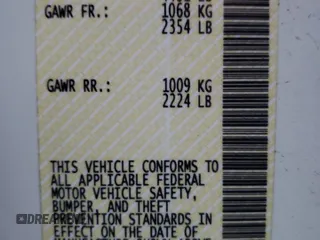 GAWR FR.: 1068 KG
2354 LB
GAWR RR.: 1009 KG
2224 LB
THIS VEHICLE CONFORMS TO
ALL APPLICABLE FEDERAL
MOTOR VEHICLE SAFETY,
BUMPER, AND THEFT
PREVENTION STANDARDS IN
EFFECT ON THE DATE OF